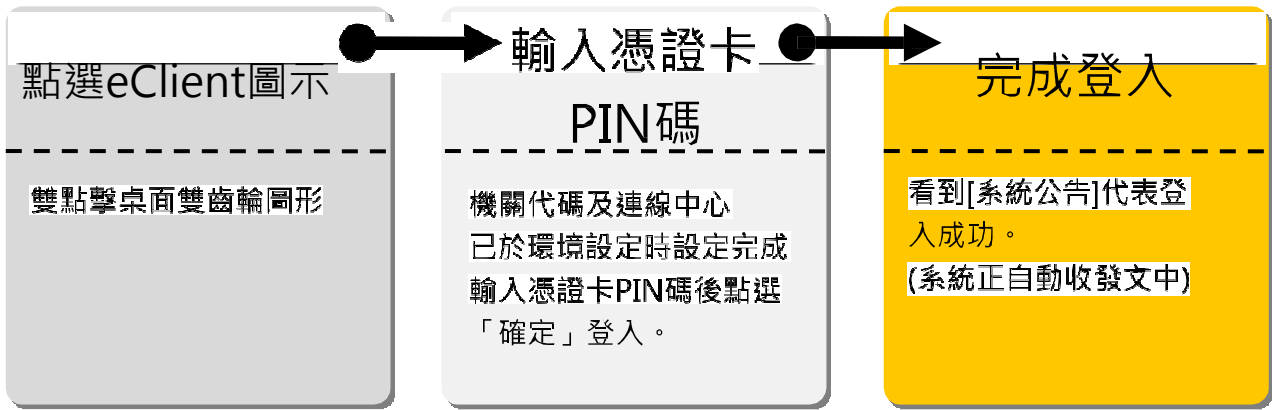 點選eClient圖示
雙點擊桌面雙齒輪圖形
輸入憑證卡
PIN碼
機關代碼及連線中心
已於環境設定時設定完成
輸入憑證卡PIN碼後點選
「確定」登入。
完成登入
看到[系統公告]代表登
入成功。
(系統正自動收發文中)